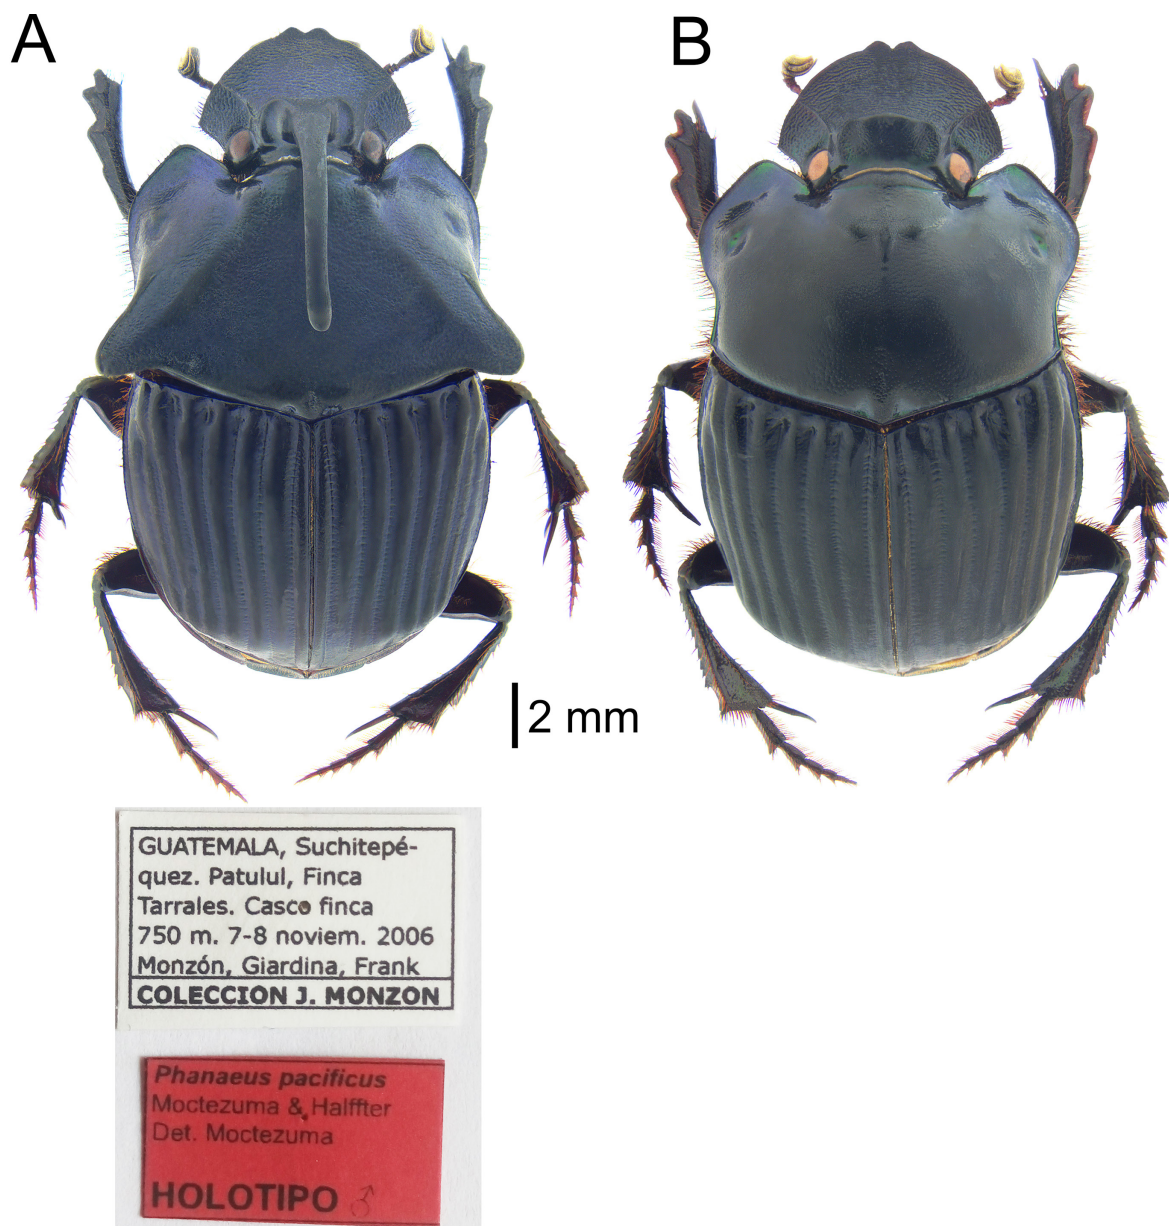 A
B
2 mm
GUATEMALA, Suchitepé-
quez. Patulul, Finca
Tarrales. Casco finca
750 m. 7-8 noviem. 2006
Monzón, Giardina, Frank
COLECCION J. MONZON
Phanaeus pacificus
Moctezuma & Halffter
Det. Moctezuma
HOLOTIPO ♂